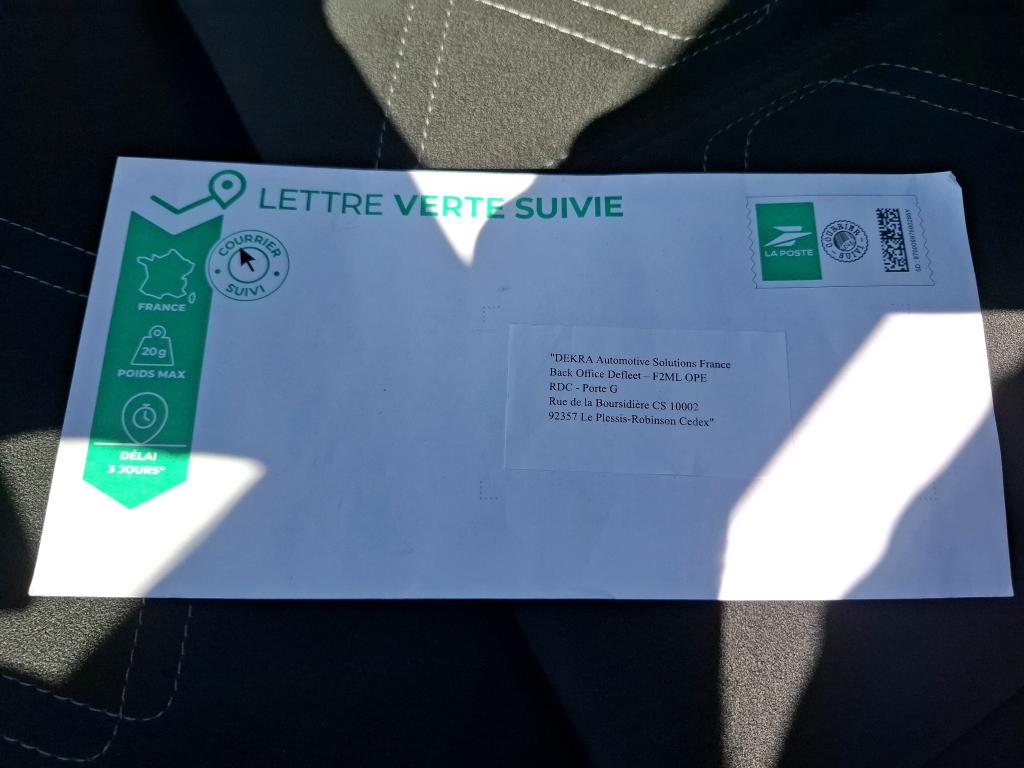 LETTRE VERTE SUIVIE
COURRIER
SUIVI
FRANCE
20 g
POIDS MAX
DÉLAI
3 JOURS*
LA POSTE
COURRIER
SUIVI
"DEKRA Automotive Solutions France
Back Office Defleet – F2ML OPE
RDC - Porte G
Rue de la Boursidière CS 10002
92357 Le Plessis-Robinson Cedex"